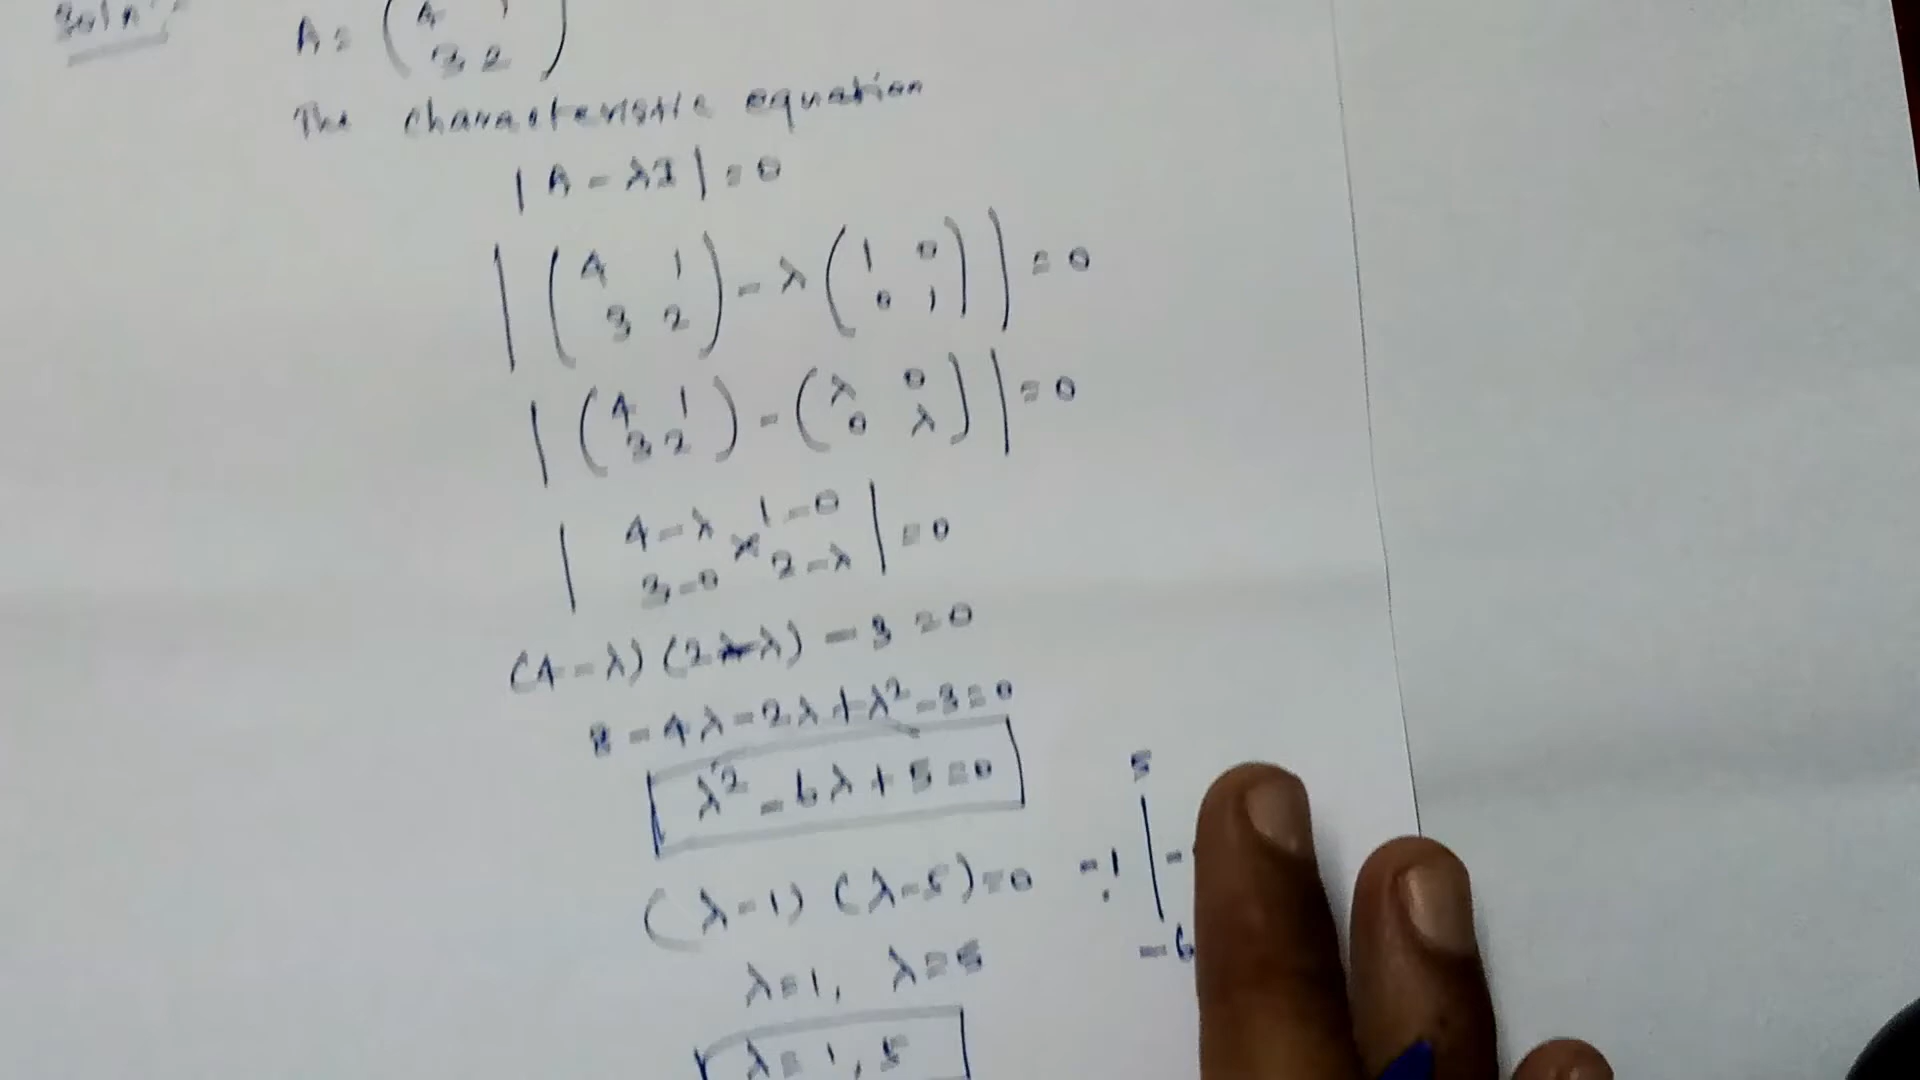 Soln:
A = ( 4 1
3 2 )
The characteristic equation
| A - λI | = 0
| ( 4 1 ) - λ ( 1 0 ) | = 0
3 2 0 1
| ( 4 1 ) - ( λ 0 ) | = 0
3 2 0 λ
| 4-λ 1-0 | = 0
3-0 2-λ
(4-λ) (2-λ) - 3 = 0
8 - 4λ - 2λ + λ² - 3 = 0
λ² - 6λ + 5 = 0
5
(λ-1) (λ-5) = 0 -1 | -
-6
λ=1, λ=5
λ = 1, 5